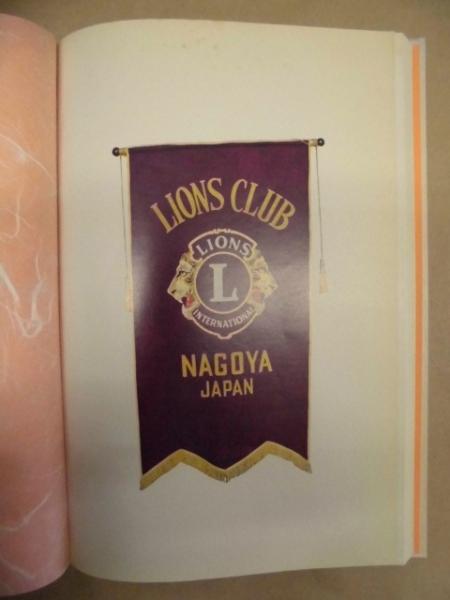 LIONS CLUB
LIONS
L
INTERNATIONAL
NAGOYA
JAPAN